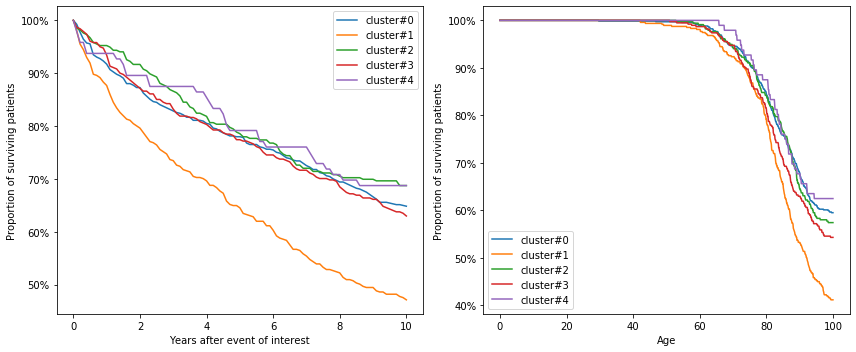 100%
90%
80%
70%
60%
50%
0
2
4
6
8
10
Years after event of interest
Proportion of surviving patients
cluster#0
cluster#1
cluster#2
cluster#3
cluster#4
100%
90%
80%
70%
60%
50%
40%
0
20
40
60
80
100
Age
Proportion of surviving patients
cluster#0
cluster#1
cluster#2
cluster#3
cluster#4